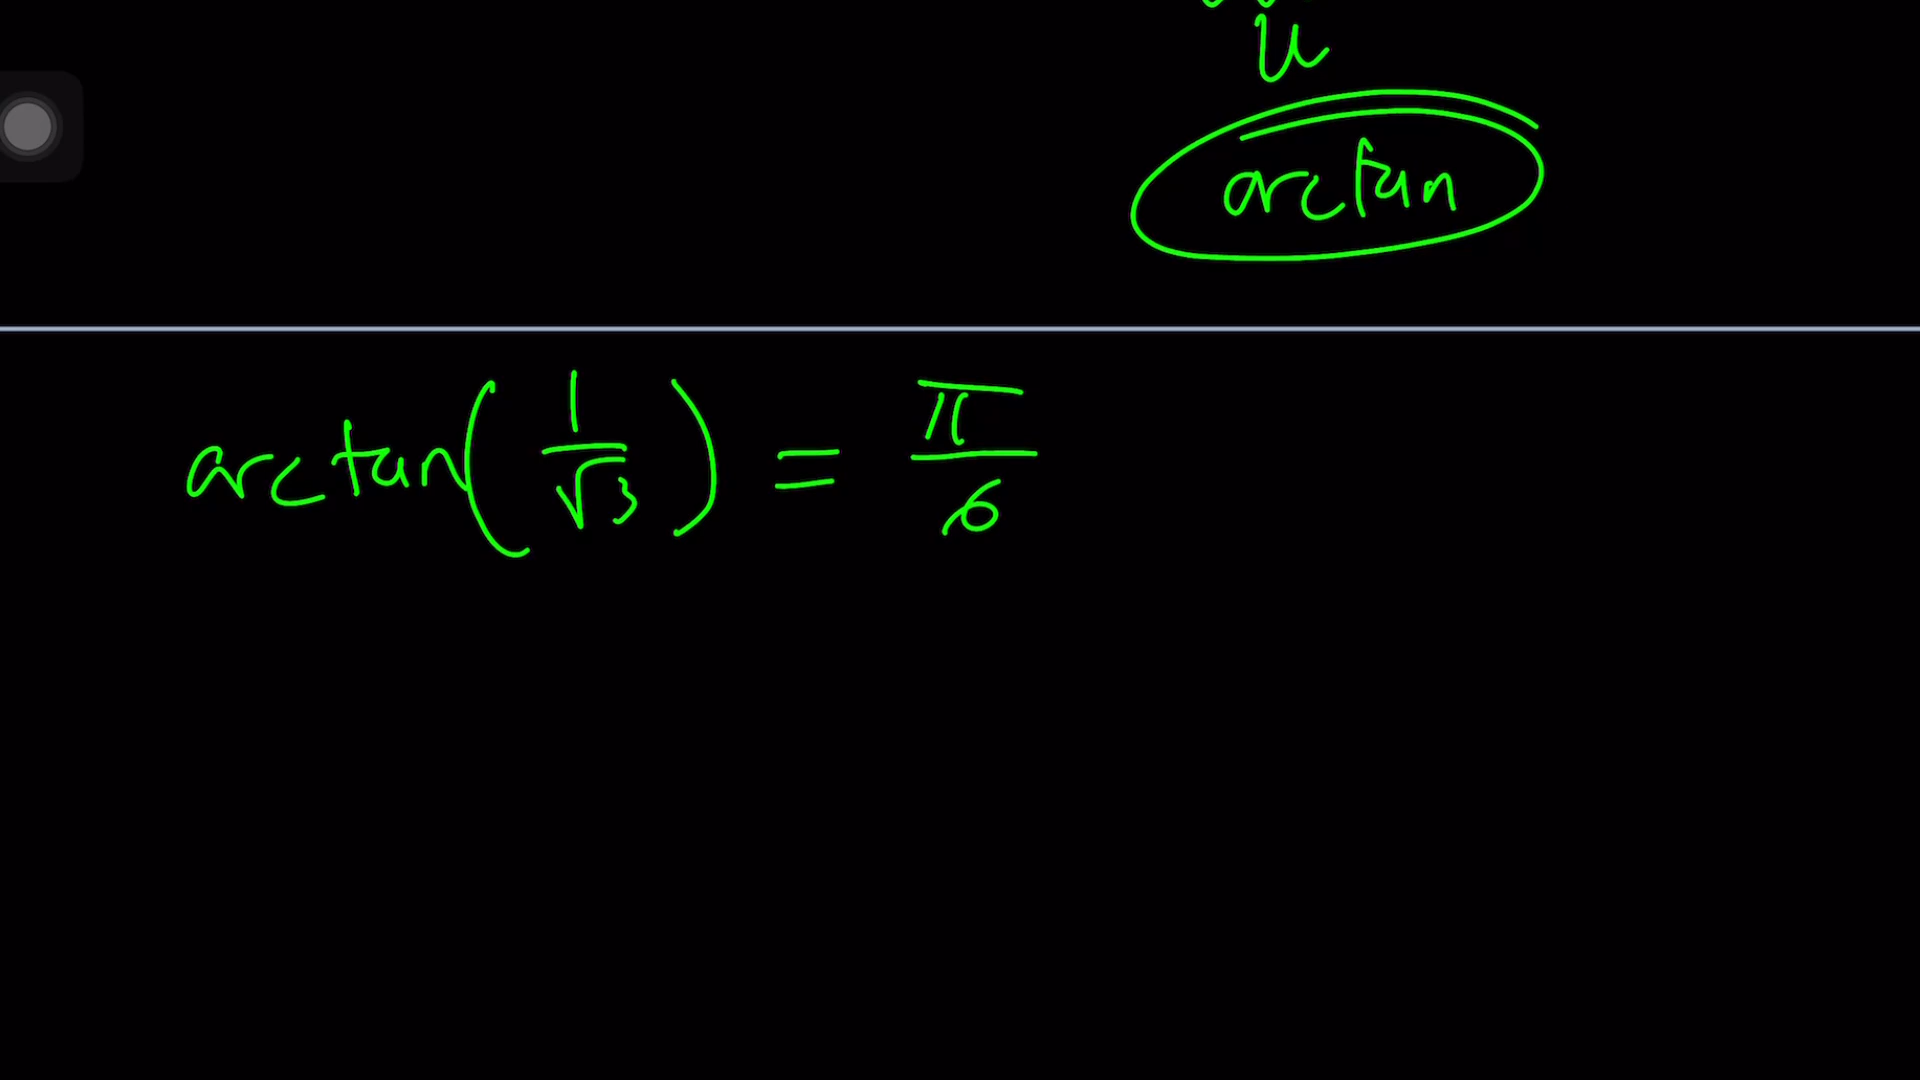 u
arctan
arctan(1/√3) = π/6